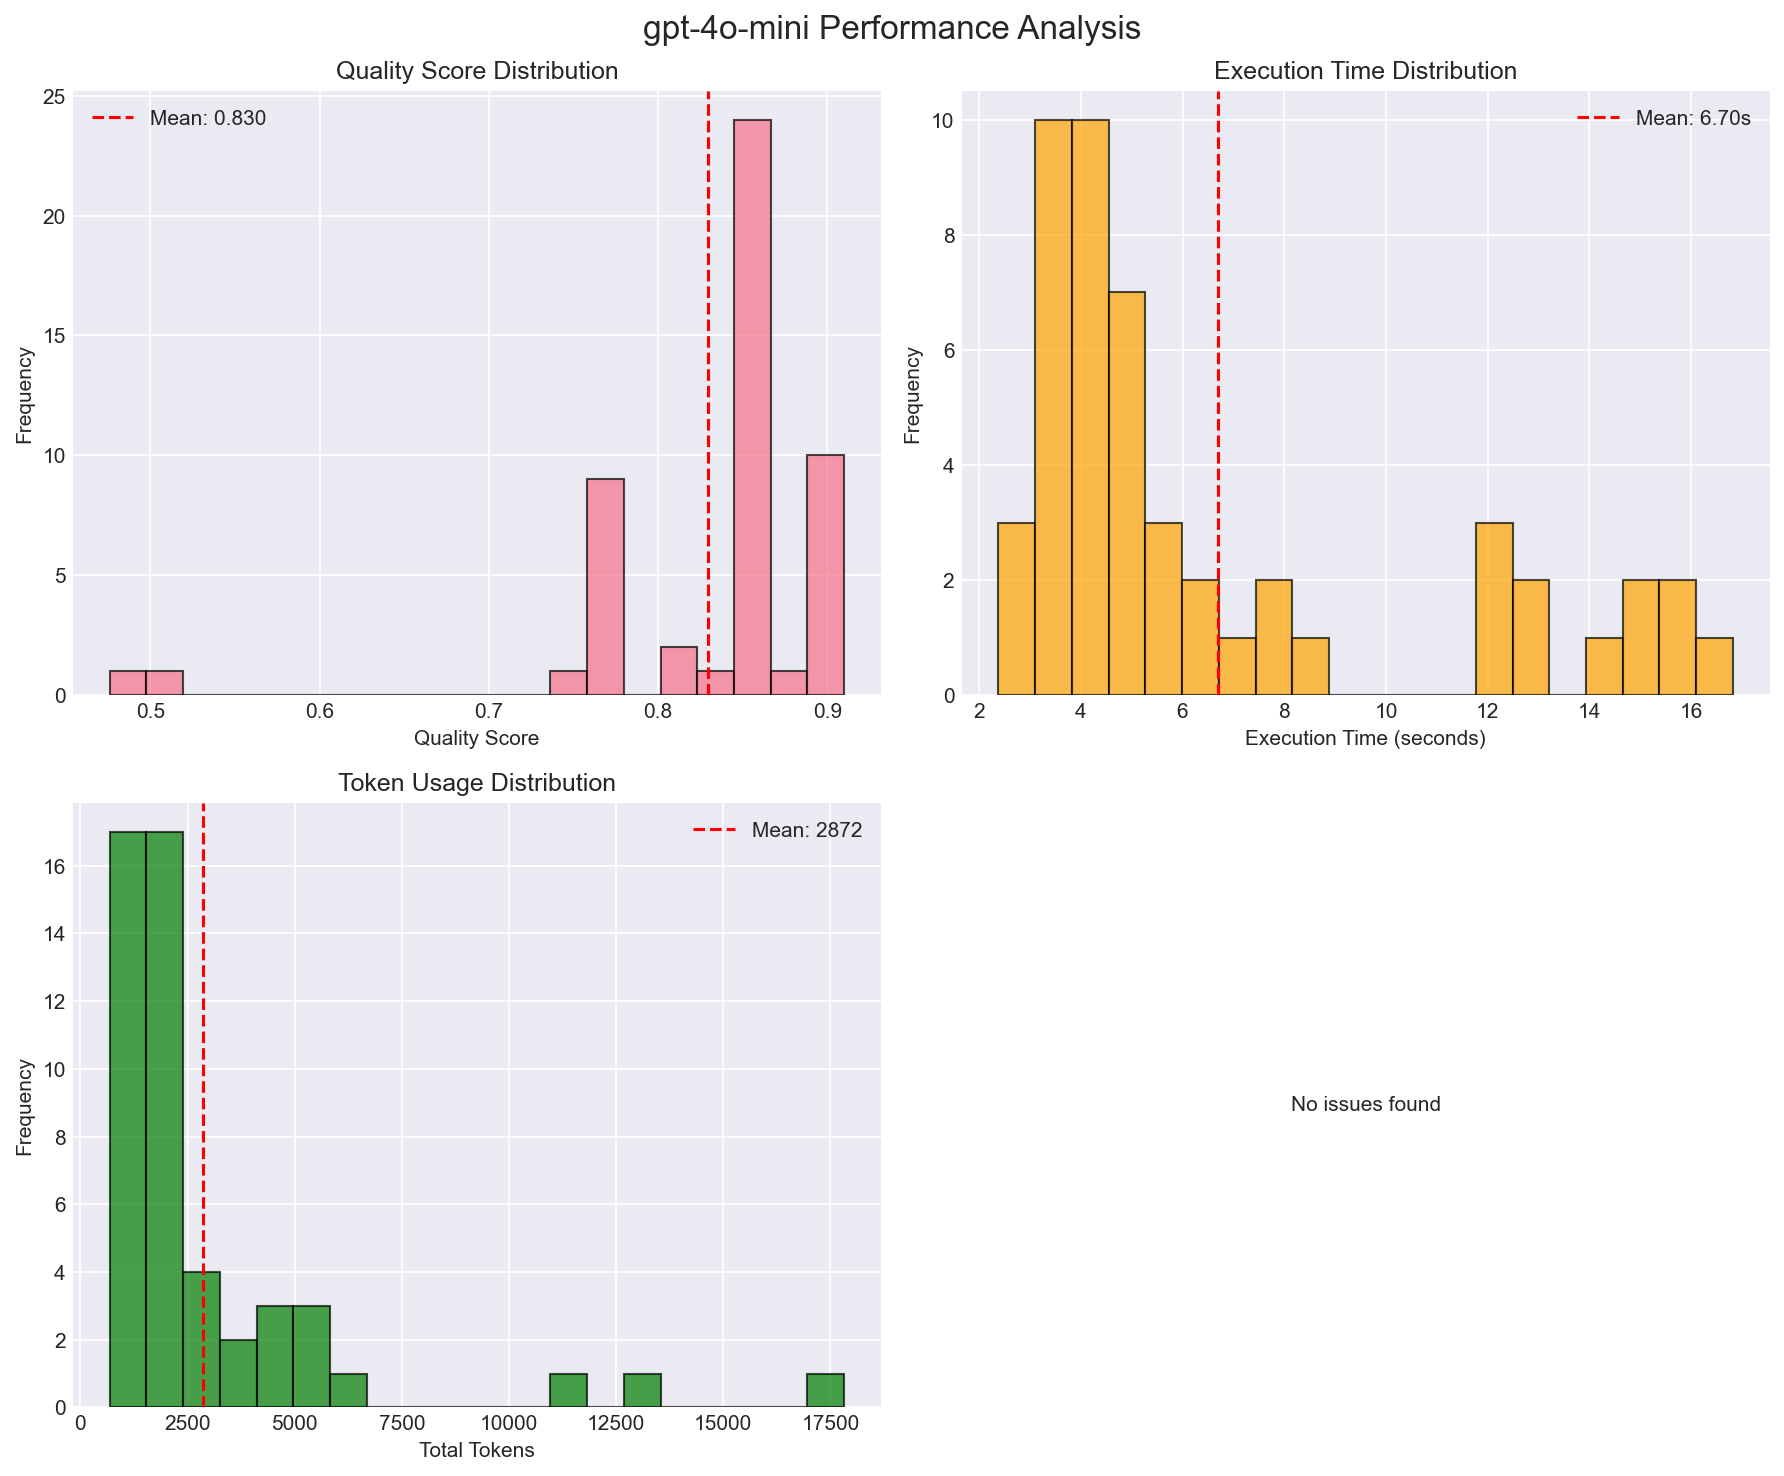 gpt-4o-mini Performance Analysis
Quality Score Distribution
Mean: 0.830
Frequency
25
20
15
10
5
0
0.5 0.6 0.7 0.8 0.9
Quality Score
Execution Time Distribution
Mean: 6.70s
Frequency
10
8
6
4
2
0
2 4 6 8 10 12 14 16
Execution Time (seconds)
Token Usage Distribution
Mean: 2872
Frequency
16
14
12
10
8
6
4
2
0
0 2500 5000 7500 10000 12500 15000 17500
Total Tokens
No issues found